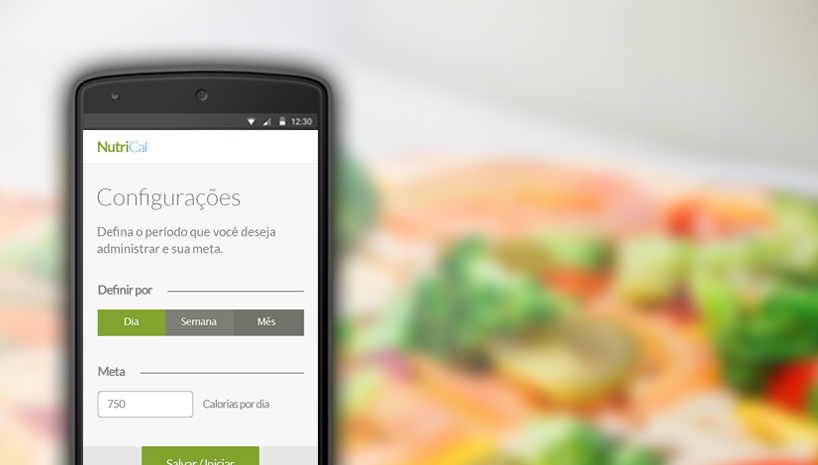 12:30
NutriCal
Configurações
Defina o período que você deseja
administrar e sua meta.
Definir por
Dia Semana Mês
Meta
750 Calorias por dia
Salvar / Iniciar